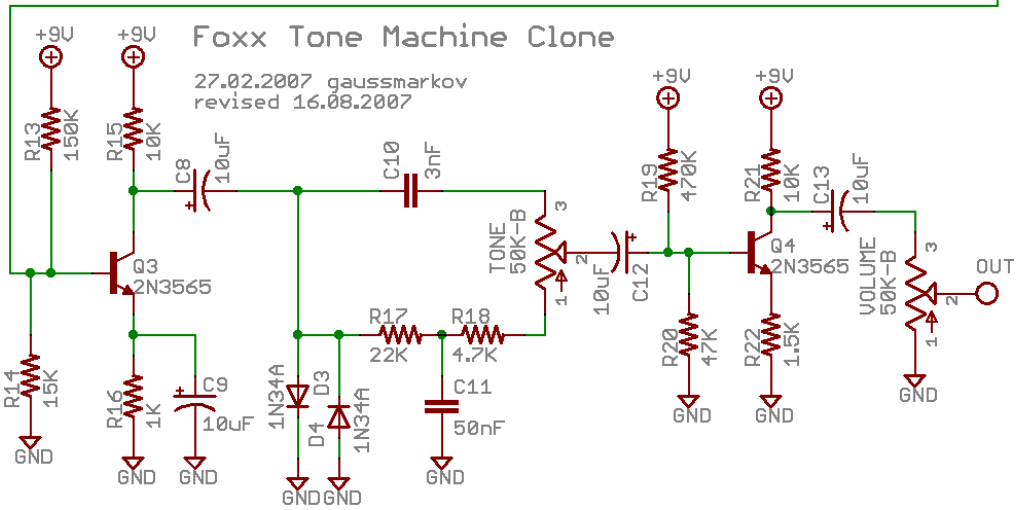 Foxx Tone Machine Clone
27.02.2007 gaussmarkov
revised 16.08.2007
+9V
+9V
+9V
+9V
R13
150K
R15
10K
C8
10uF
+
C10
3nF
R19
470K
R21
10K
C13
10uF
+
TONE
50K-B
3
2
1
10uF
C12
+
Q3
2N3565
Q4
2N3565
VOLUME
50K-B
3
2
1
OUT
R14
15K
R16
1K
C9
10uF
+
R17
22K
R18
4.7K
1N34A
D3
D4
1N34A
C11
50nF
R20
47K
R22
1.5K
GND
GND
GND
GND
GND
GND
GND
GND
GND